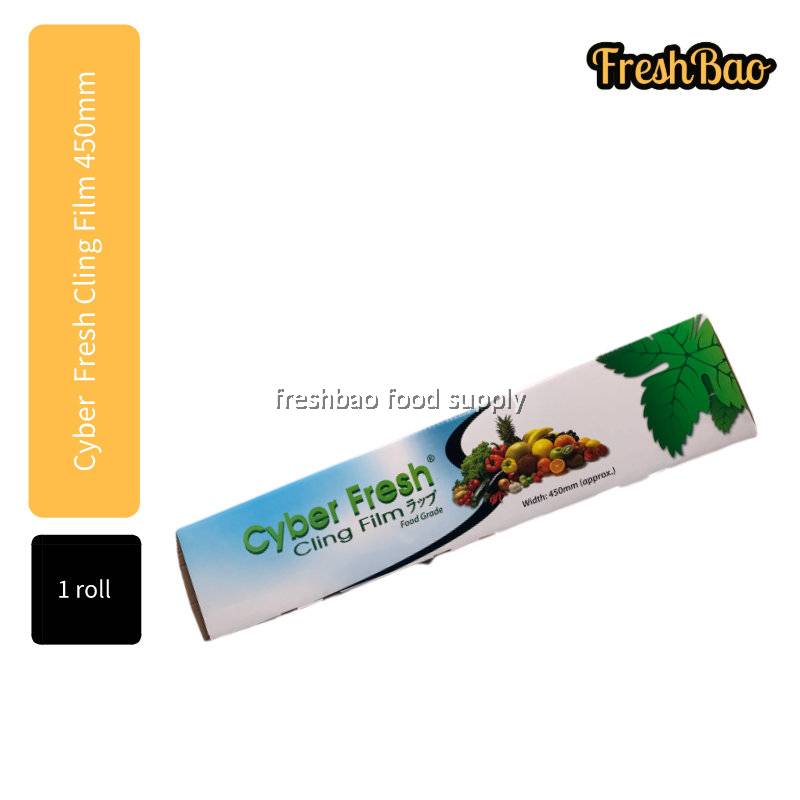 FreshBao
Cyber Fresh Cling Film 450mm
1 roll
freshbao food supply
Cyber Fresh®
Cling Film ラップ
Food Grade
Width: 450mm (approx.)